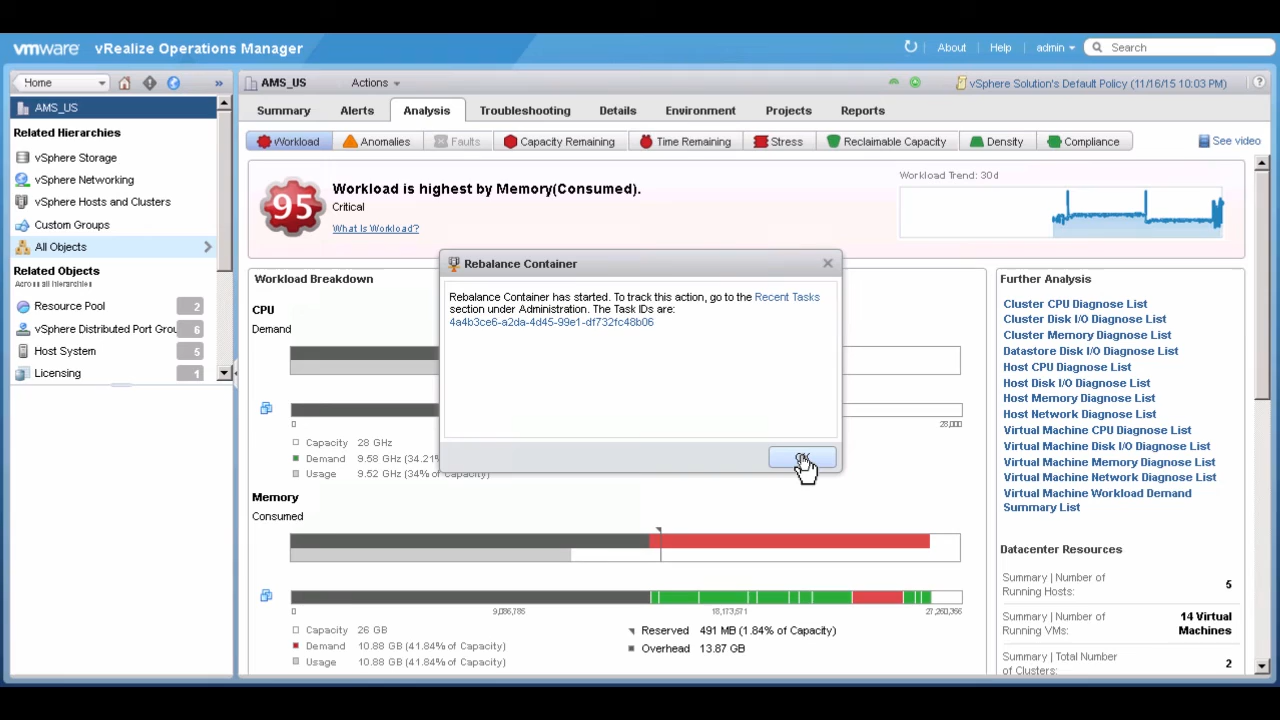 vmware vRealize Operations Manager
About Help admin Search
Home
AMS_US Actions
vSphere Solution's Default Policy (11/16/15 10:03 PM)
AMS_US
Summary Alerts Analysis Troubleshooting Details Environment Projects Reports
Related Hierarchies
vSphere Storage
vSphere Networking
vSphere Hosts and Clusters
Custom Groups
All Objects
Related Objects
Across all hierarchies
Resource Pool 2
vSphere Distributed Port Grou 6
Host System 5
Licensing 1
Workload Anomalies Faults Capacity Remaining Time Remaining Stress Reclaimable Capacity Density Compliance See video
95
Workload is highest by Memory(Consumed).
Critical
What Is Workload?
Workload Trend: 30d
Workload Breakdown
CPU
Demand
0 28,000
Capacity 28 GHz
Demand 9.58 GHz (34.21%
Usage 9.52 GHz (34% of Capacity)
Memory
Consumed
0 9,086,785 18,173,571 27,260,356
Capacity 26 GB
Demand 10.88 GB (41.84% of Capacity)
Usage 10.88 GB (41.84% of Capacity)
Reserved 491 MB (1.84% of Capacity)
Overhead 13.87 GB
Rebalance Container
Rebalance Container has started. To track this action, go to the Recent Tasks
section under Administration. The Task IDs are:
4a4b3ce6-a2da-4d45-99e1-df732fc48b06
Further Analysis
Cluster CPU Diagnose List
Cluster Disk I/O Diagnose List
Cluster Memory Diagnose List
Datastore Disk I/O Diagnose List
Host CPU Diagnose List
Host Disk I/O Diagnose List
Host Memory Diagnose List
Host Network Diagnose List
Virtual Machine CPU Diagnose List
Virtual Machine Disk I/O Diagnose List
Virtual Machine Memory Diagnose List
Virtual Machine Network Diagnose List
Virtual Machine Workload Demand
Summary List
Datacenter Resources
Summary | Number of
Running Hosts: 5
Summary | Number of 14 Virtual
Running VMs: Machines
Summary | Total Number
of Clusters: 2